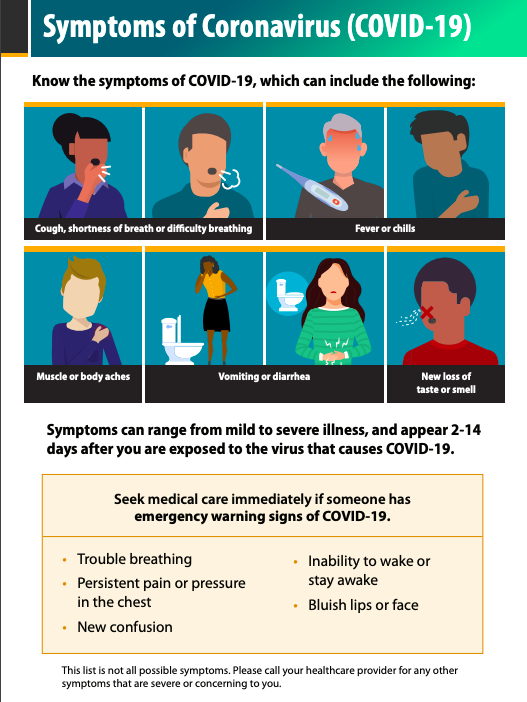 Symptoms of Coronavirus (COVID-19)
Know the symptoms of COVID-19, which can include the following:
Cough, shortness of breath or difficulty breathing
Fever or chills
Muscle or body aches
Vomiting or diarrhea
New loss of
taste or smell
Symptoms can range from mild to severe illness, and appear 2-14
days after you are exposed to the virus that causes COVID-19.
Seek medical care immediately if someone has
emergency warning signs of COVID-19.
• Trouble breathing
• Persistent pain or pressure
in the chest
• New confusion
• Inability to wake or
stay awake
• Bluish lips or face
This list is not all possible symptoms. Please call your healthcare provider for any other
symptoms that are severe or concerning to you.